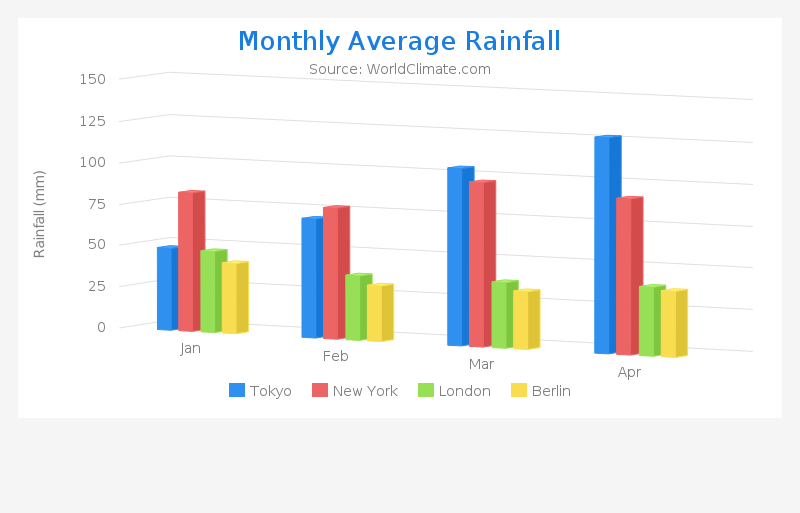 Monthly Average Rainfall
Source: WorldClimate.com
150
125
100
75
50
25
0
Rainfall (mm)
Jan
Feb
Mar
Apr
Tokyo
New York
London
Berlin